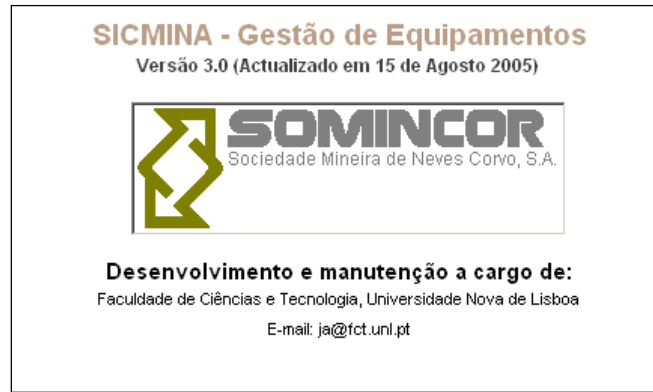 SICMINA - Gestão de Equipamentos
Versão 3.0 (Actualizado em 15 de Agosto 2005)
SOMINCOR
Sociedade Mineira de Neves Corvo, S.A.
Desenvolvimento e manutenção a cargo de:
Faculdade de Ciências e Tecnologia, Universidade Nova de Lisboa
E-mail: ja@fct.unl.pt